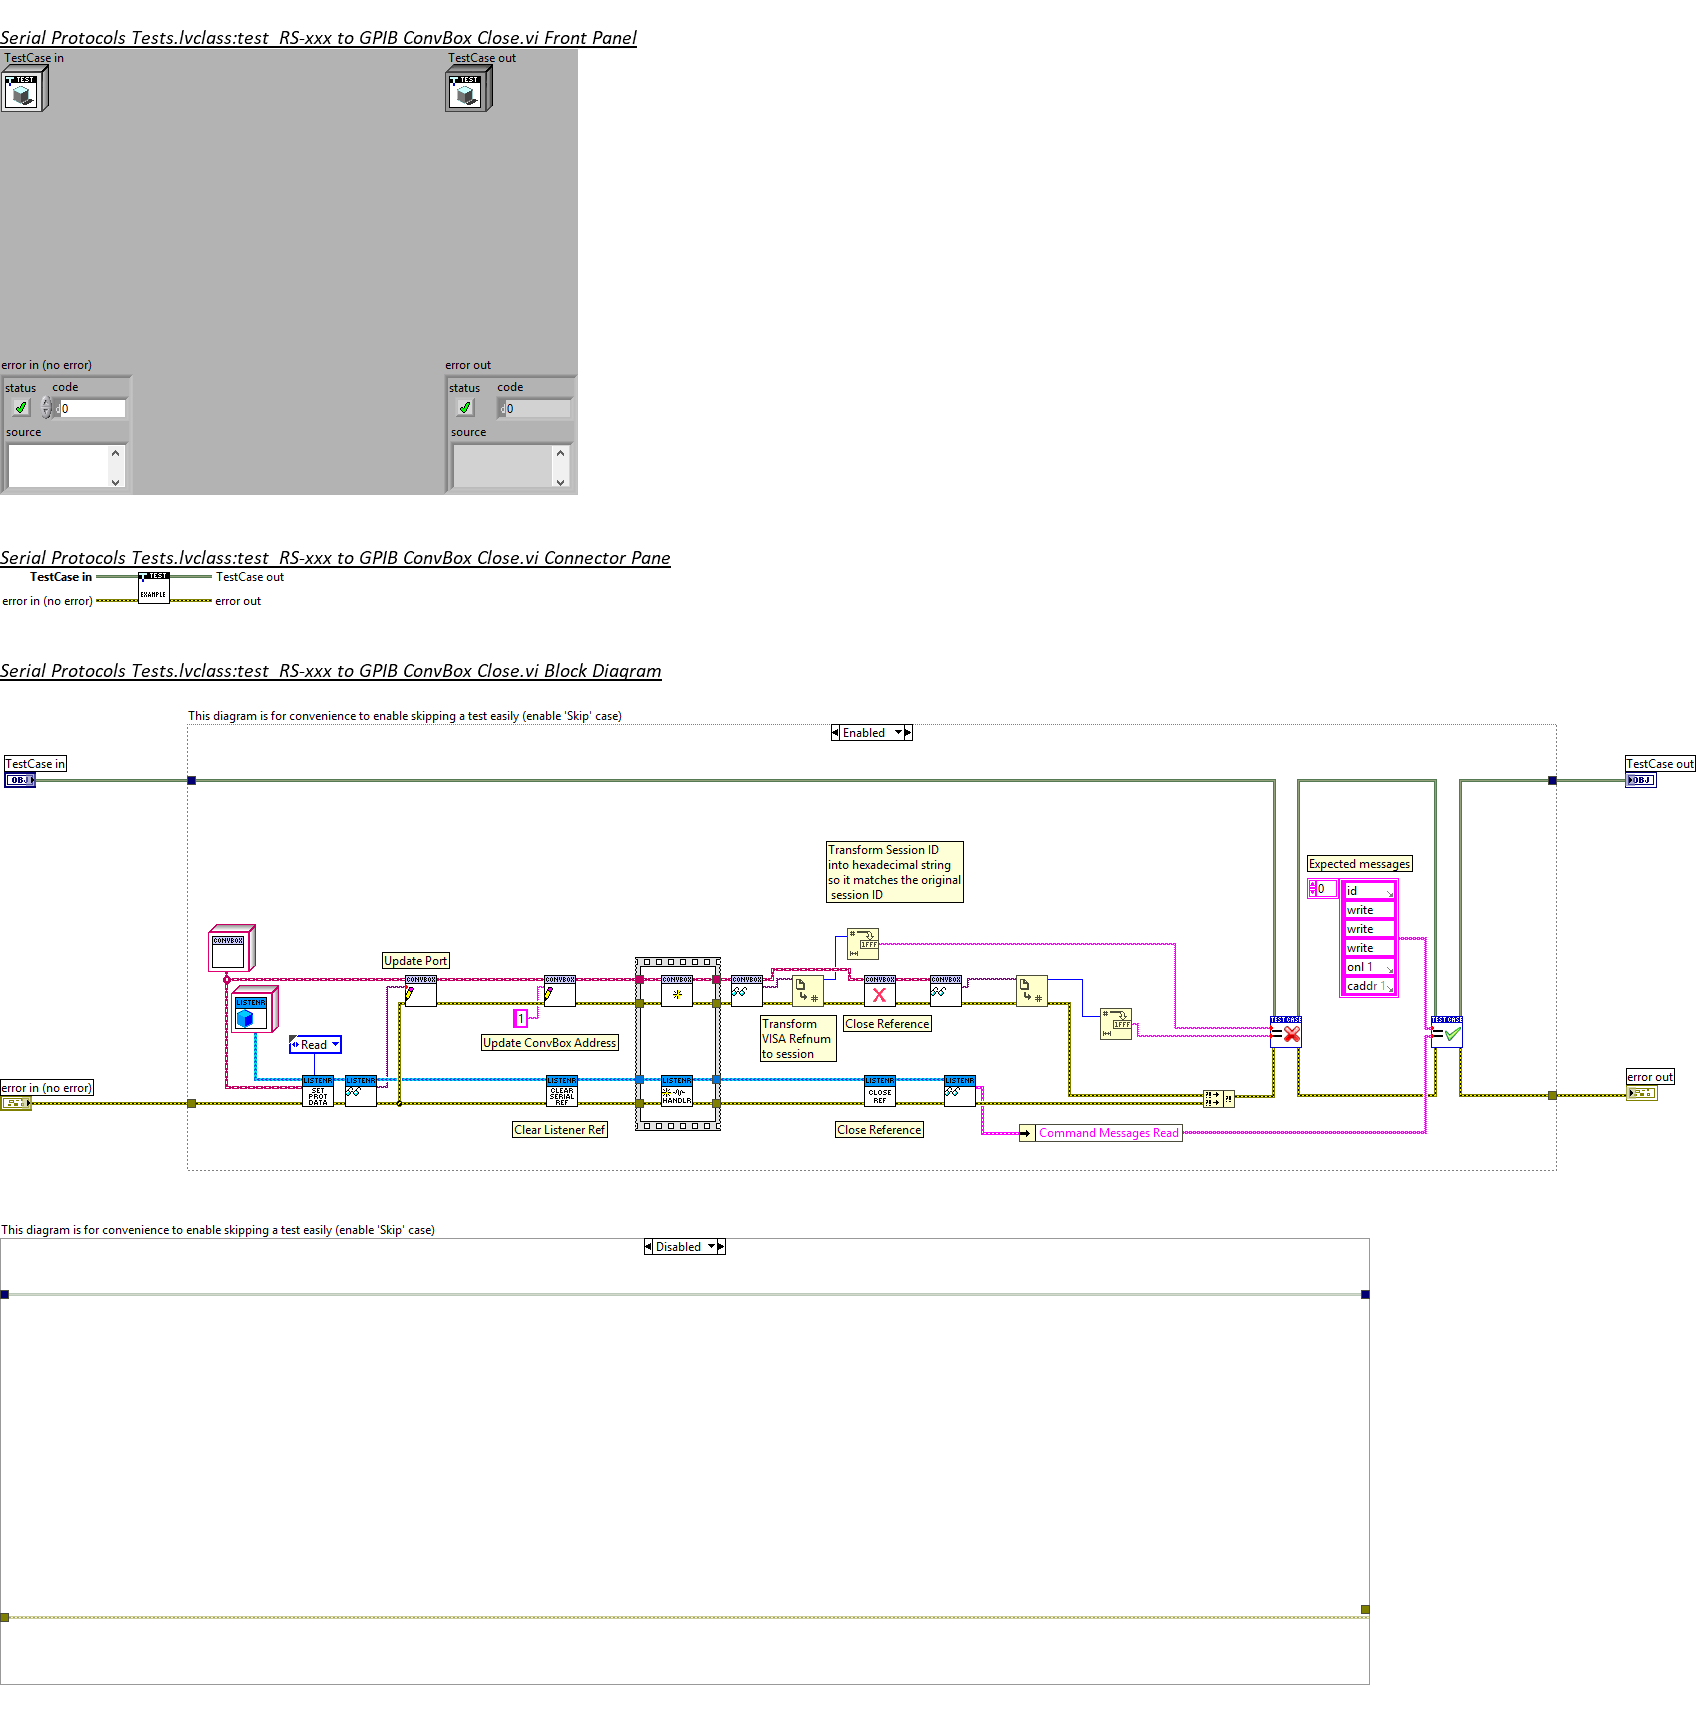 Serial Protocols Tests.lvclass:test  RS-xxx to GPIB ConvBox Close.vi Front Panel
TestCase in
TestCase out
TEST
TEST
error in (no error)
error out
status
code
status
code
d0
d0
source
source
Serial Protocols Tests.lvclass:test  RS-xxx to GPIB ConvBox Close.vi Connector Pane
TestCase in
TEST
TestCase out
EXAMPLE
error in (no error)
error out
Serial Protocols Tests.lvclass:test  RS-xxx to GPIB ConvBox Close.vi Block Diagram
This diagram is for convenience to enable skipping a test easily (enable 'Skip' case)
Enabled
TestCase in
OBJ
TestCase out
OBJ
Transform Session ID
into hexadecimal string
so it matches the original
session ID
Expected messages
0
id
write
write
write
onl 1
caddr 1
CONVBOX
Update Port
CONVBOX
CONVBOX
CONVBOX
CONVBOX
CONVBOX
CONVBOX
#
1FFF
#
#
LISTENR
1
Update ConvBox Address
Transform
VISA Refnum
to session
Close Reference
#
1FFF
TESTCASE
TESTCASE
Read
LISTENR
SET
PROT
DATA
LISTENR
LISTENR
CLEAR
SERIAL
REF
LISTENR
HANDLR
LISTENR
CLOSE
REF
LISTENR
error in (no error)
error out
Clear Listener Ref
Close Reference
Command Messages Read
This diagram is for convenience to enable skipping a test easily (enable 'Skip' case)
Disabled